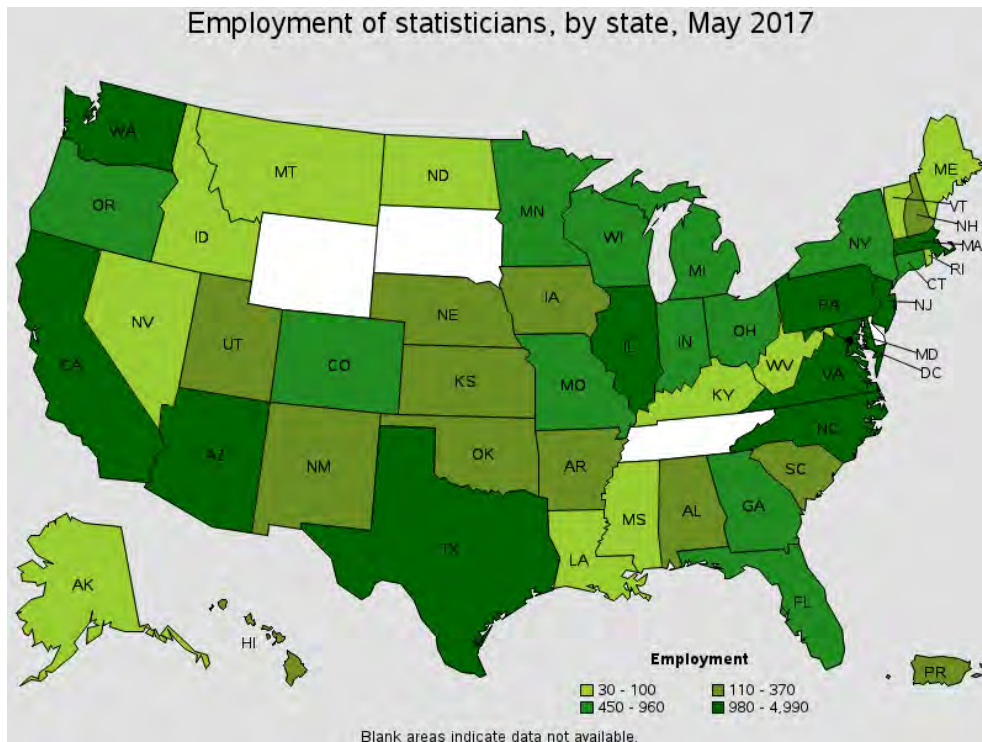 Employment of statisticians, by state, May 2017
WA
MT
ND
ME
OR
MN
VT
ID
WI
NH
NY
MA
MI
RI
CT
IA
PA
NJ
NE
NV
OH
UT
IL
IN
CO
MD
CA
WV
DC
VA
KS
MO
KY
NC
AZ
OK
NM
AR
SC
MS
AL
GA
TX
LA
AK
FL
HI
Employment
PR
30 - 100 110 - 370
450 - 960 980 - 4,990
Blank areas indicate data not available.